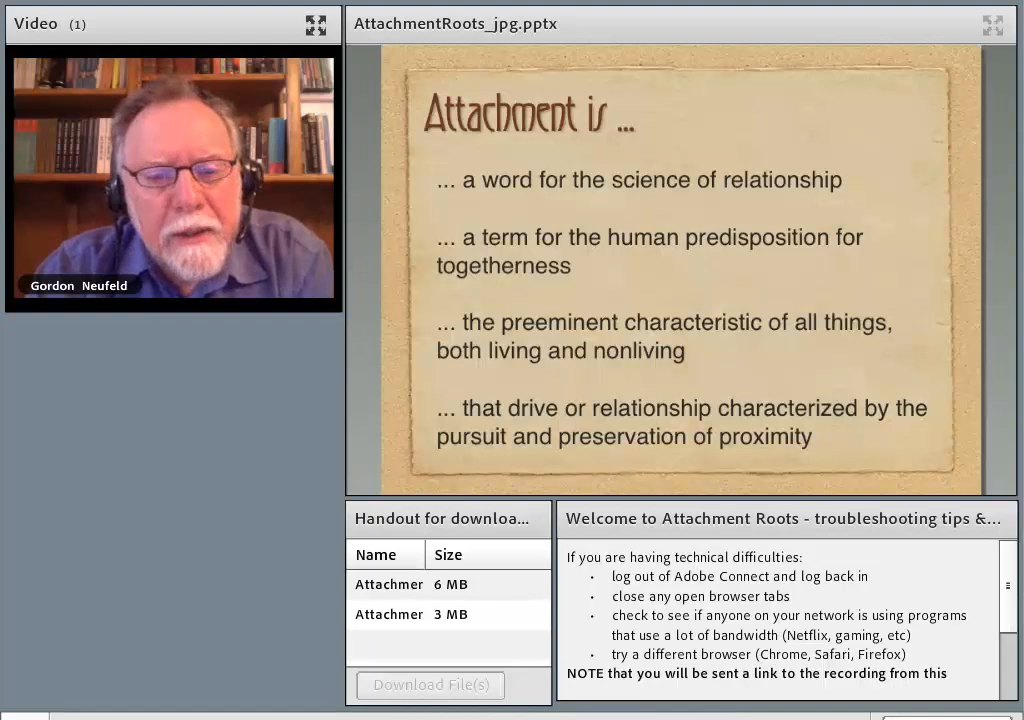 Video (1)
Gordon Neufeld
AttachmentRoots_jpg.pptx
Attachment is ...
... a word for the science of relationship
... a term for the human predisposition for
togetherness
... the preeminent characteristic of all things,
both living and nonliving
... that drive or relationship characterized by the
pursuit and preservation of proximity
Handout for downloa...
Name Size
Attachmer 6 MB
Attachmer 3 MB
Download File(s)
Welcome to Attachment Roots - troubleshooting tips &...
If you are having technical difficulties:
• log out of Adobe Connect and log back in
• close any open browser tabs
• check to see if anyone on your network is using programs
that use a lot of bandwidth (Netflix, gaming, etc)
• try a different browser (Chrome, Safari, Firefox)
NOTE that you will be sent a link to the recording from this